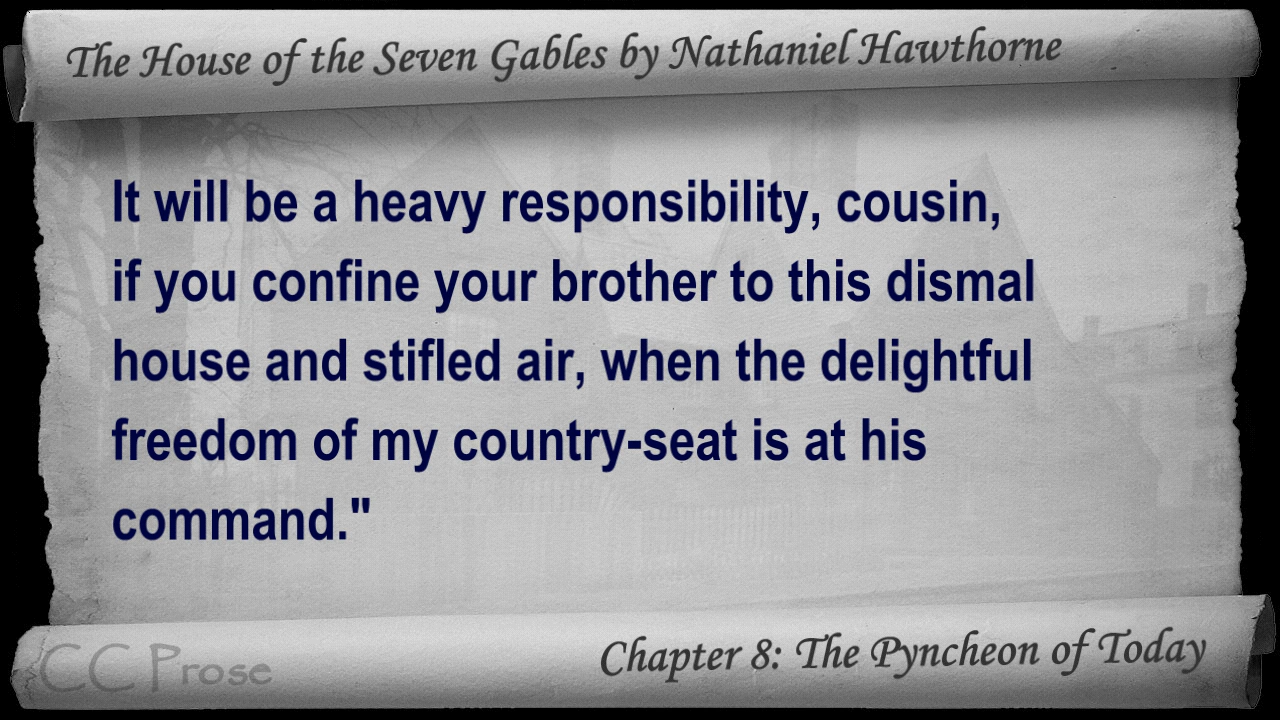 The House of the Seven Gables by Nathaniel Hawthorne
It will be a heavy responsibility, cousin,
if you confine your brother to this dismal
house and stifled air, when the delightful
freedom of my country-seat is at his
command."
CC Prose
Chapter 8: The Pyncheon of Today